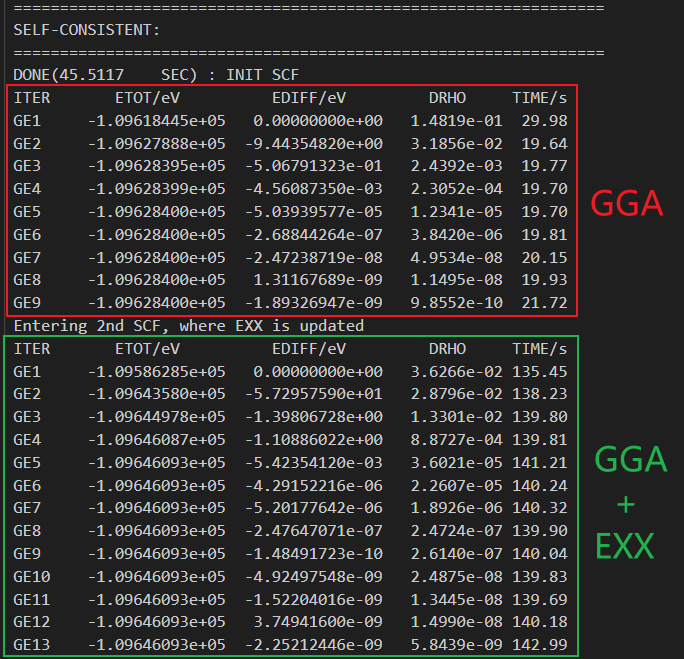 ================================================================
SELF-CONSISTENT:
================================================================
DONE(45.5117    SEC) : INIT SCF
ITER       ETOT/eV          EDIFF/eV         DRHO     TIME/s
GE1    -1.09618445e+05   0.00000000e+00   1.4819e-01  29.98
GE2    -1.09627888e+05  -9.44354820e+00   3.1856e-02  19.64
GE3    -1.09628395e+05  -5.06791323e-01   2.4392e-03  19.77
GE4    -1.09628399e+05  -4.56087350e-03   2.3052e-04  19.70
GE5    -1.09628400e+05  -5.03939577e-05   1.2341e-05  19.70
GE6    -1.09628400e+05  -2.68844264e-07   3.8420e-06  19.81
GE7    -1.09628400e+05  -2.47238719e-08   4.9534e-08  20.15
GE8    -1.09628400e+05   1.31167689e-09   1.1495e-08  19.93
GE9    -1.09628400e+05  -1.89326947e-09   9.8552e-10  21.72
GGA
Entering 2nd SCF, where EXX is updated
ITER       ETOT/eV          EDIFF/eV         DRHO     TIME/s
GE1    -1.09586285e+05   0.00000000e+00   3.6266e-02 135.45
GE2    -1.09643580e+05  -5.72957590e+01   2.8796e-02 138.23
GE3    -1.09644978e+05  -1.39806728e+00   1.3301e-02 139.80
GE4    -1.09646087e+05  -1.10886022e+00   8.8727e-04 139.81
GE5    -1.09646093e+05  -5.42354120e-03   3.6021e-05 141.21
GE6    -1.09646093e+05  -4.29152216e-06   2.2607e-05 140.24
GE7    -1.09646093e+05  -5.20177642e-06   1.8926e-06 140.32
GE8    -1.09646093e+05  -2.47647071e-07   2.4724e-07 139.90
GE9    -1.09646093e+05  -1.48491723e-10   2.6140e-07 140.04
GE10   -1.09646093e+05  -4.92497548e-09   2.4875e-08 139.83
GE11   -1.09646093e+05  -1.52204016e-09   1.3445e-08 139.69
GE12   -1.09646093e+05   3.74941600e-09   1.4990e-08 140.18
GE13   -1.09646093e+05  -2.25212446e-09   5.8439e-09 142.99
GGA
+
EXX